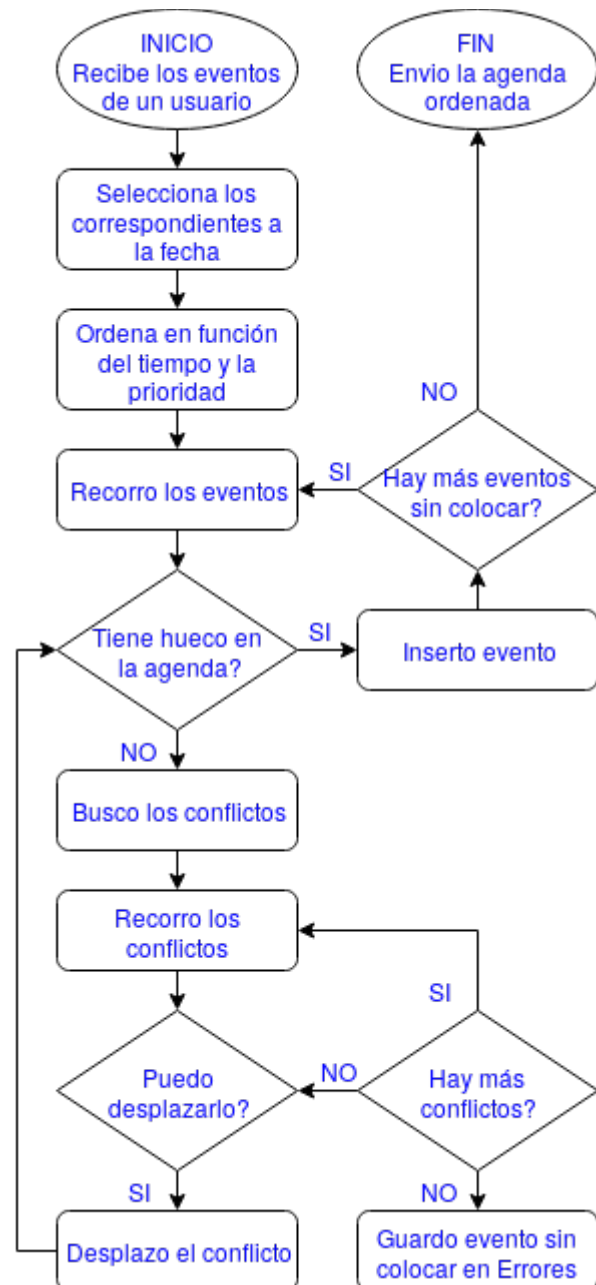 INICIO
Recibe los eventos
de un usuario
FIN
Envio la agenda
ordenada
Selecciona los
correspondientes a
la fecha
Ordena en función
del tiempo y la
prioridad
NO
Recorro los eventos
SI
Hay más eventos
sin colocar?
Tiene hueco en
la agenda?
SI
Inserto evento
NO
Busco los conflictos
Recorro los
conflictos
SI
Puedo
desplazarlo?
NO
Hay más
conflictos?
SI
NO
Desplazo el conflicto
Guardo evento sin
colocar en Errores